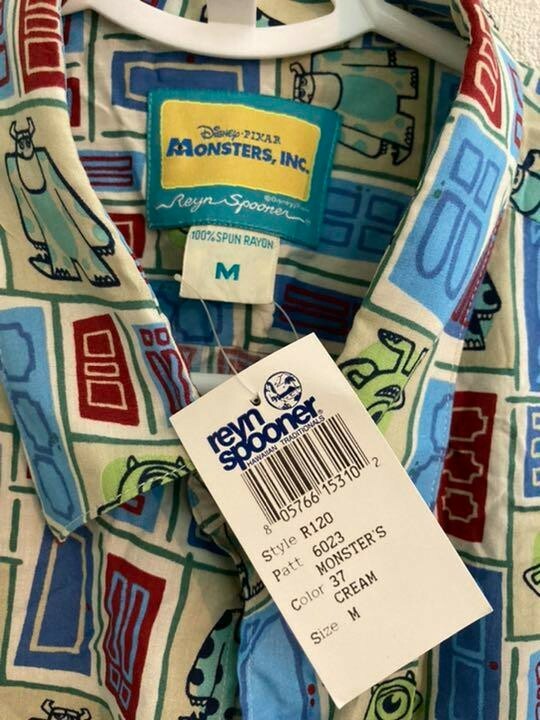 Disney·PIXAR
MONSTERS, INC.
©Disney
Reyn Spooner
100% SPUN RAYON
M
reyn
spooner®
HAWAIIAN TRADITIONALS
8 05766 15310 2
Style R120
Patt 6023
MONSTER'S
Color 37
CREAM
Size M